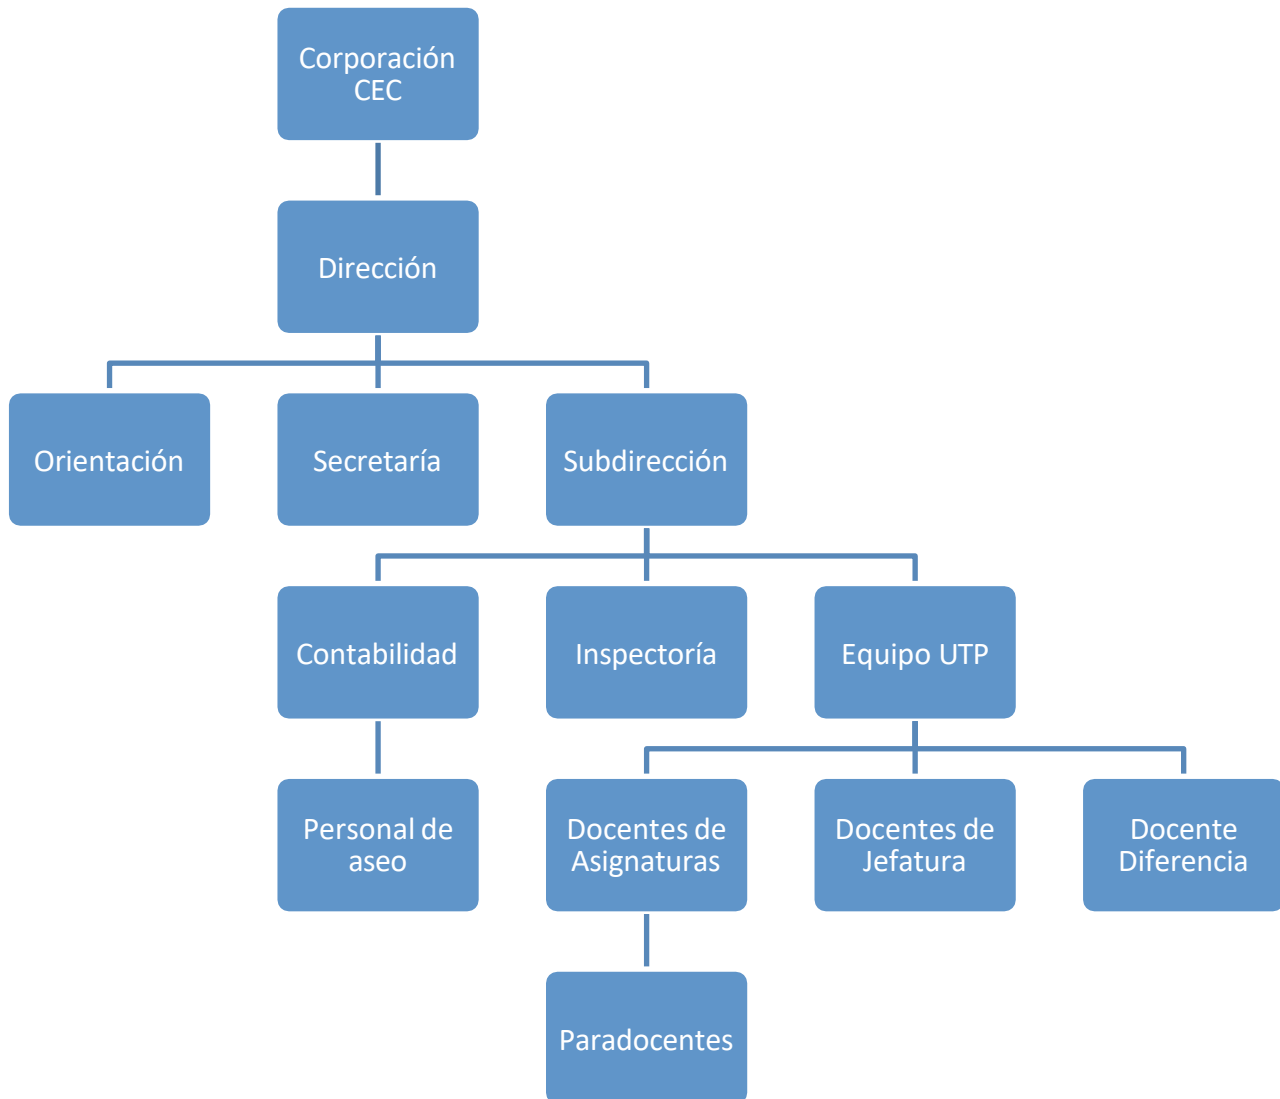 Corporación
CEC
Dirección
Orientación
Secretaría
Subdirección
Contabilidad
Inspectoría
Equipo UTP
Personal de
aseo
Docentes de
Asignaturas
Docentes de
Jefatura
Docente
Diferencia
Paradocentes